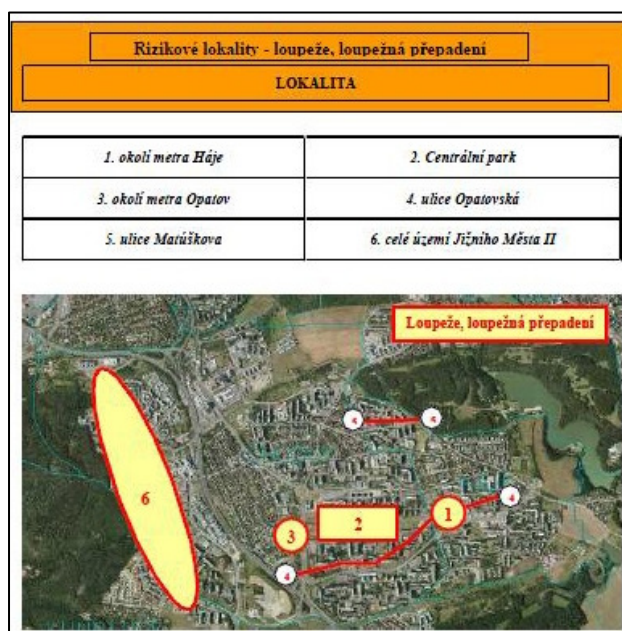 Rizikové lokality - loupeže, loupežná přepadení
LOKALITA
1. okolí metra Háje
2. Centrální park
3. okolí metra Opatov
4. ulice Opatovská
5. ulice Matúškova
6. celé území Jižního Města II
Loupeže, loupežná přepadení
5
5
6
1
4
2
3
4